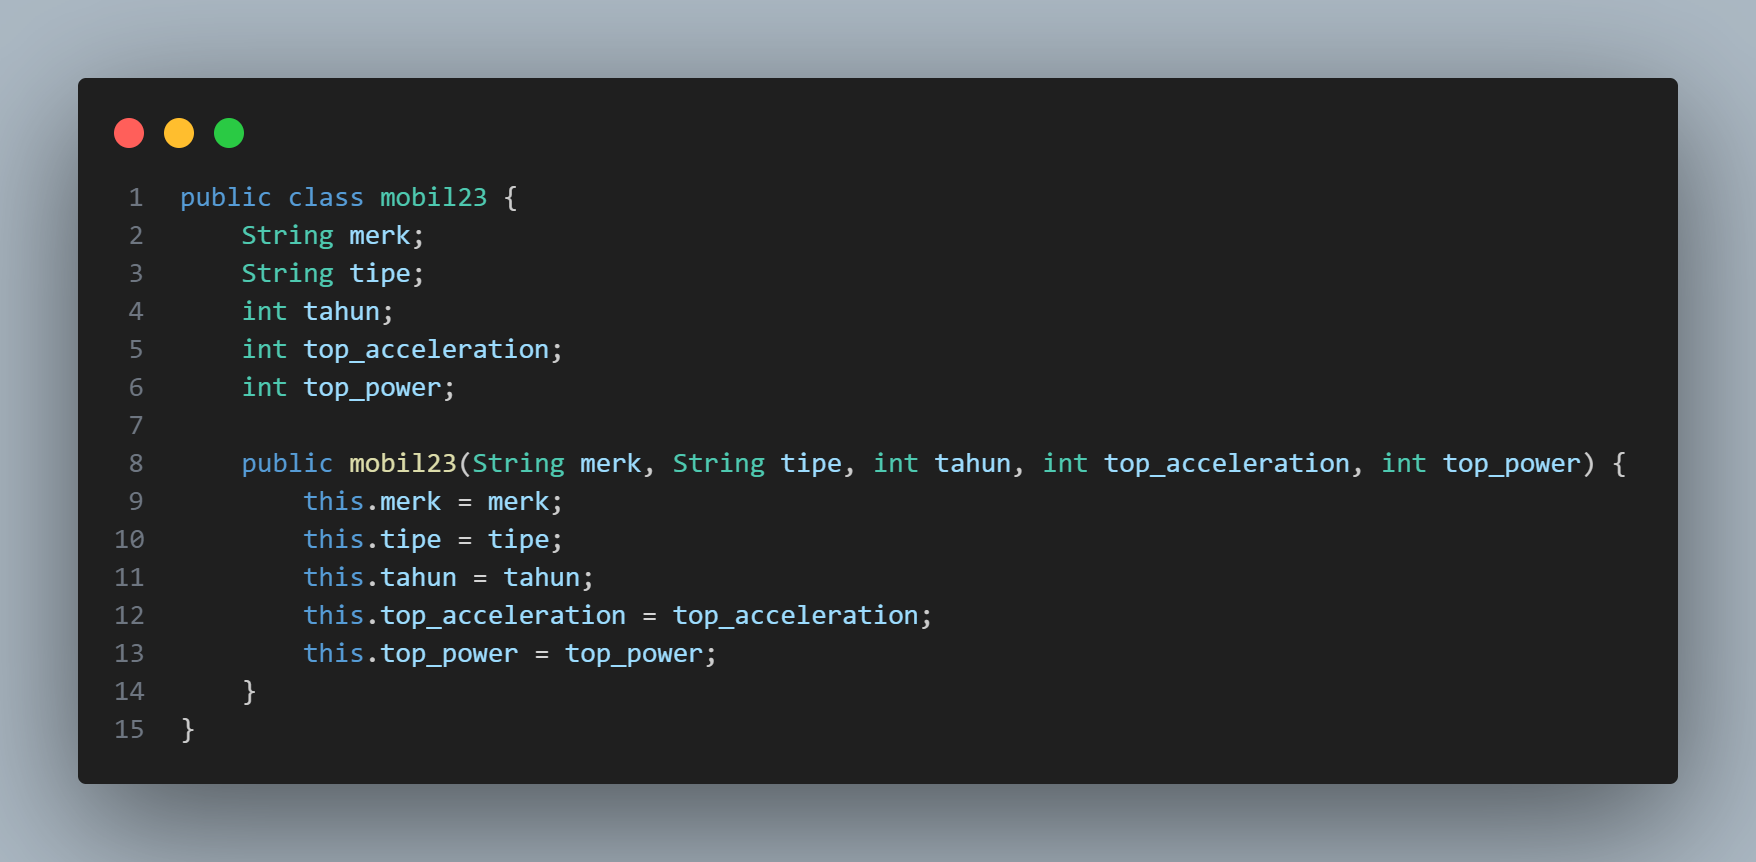 1 public class mobil23 {
2     String merk;
3     String tipe;
4     int tahun;
5     int top_acceleration;
6     int top_power;
7
8     public mobil23(String merk, String tipe, int tahun, int top_acceleration, int top_power) {
9         this.merk = merk;
10         this.tipe = tipe;
11         this.tahun = tahun;
12         this.top_acceleration = top_acceleration;
13         this.top_power = top_power;
14     }
15 }